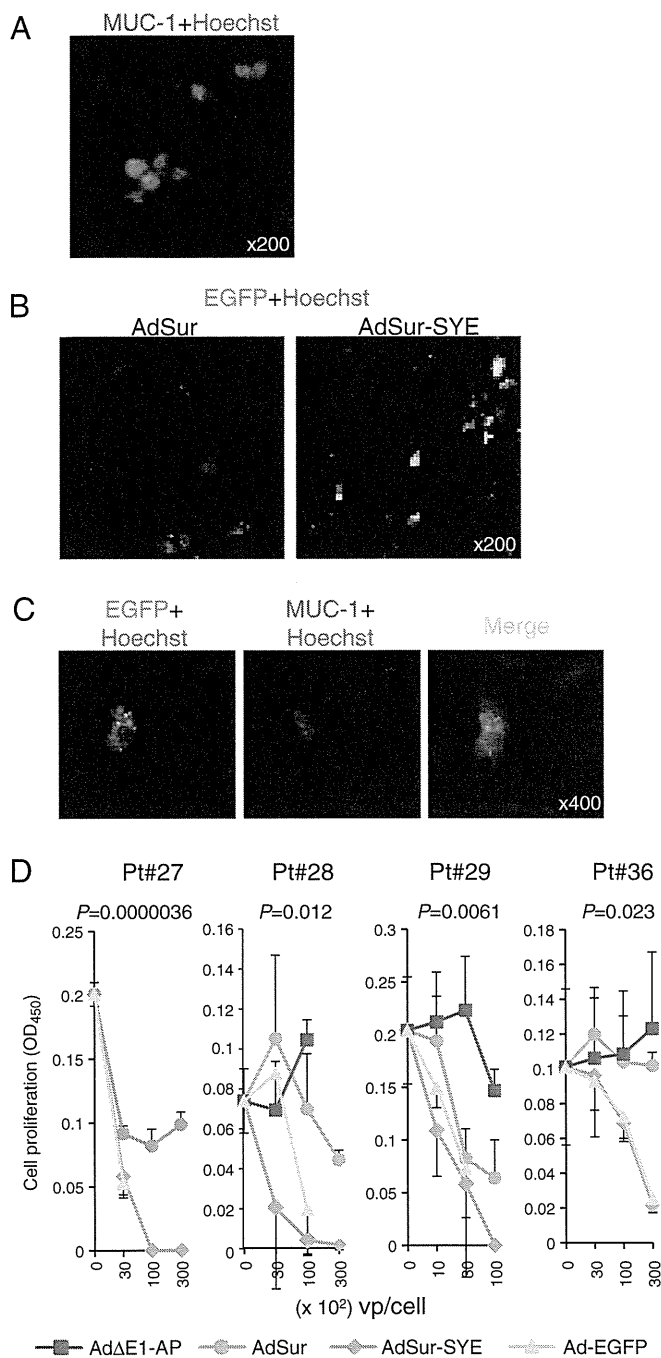 A
MUC-1+Hoechst
x200
B
EGFP+Hoechst
AdSur AdSur-SYE
x200
C
EGFP+ Hoechst MUC-1+ Hoechst Merge
x400
D
Pt#27 Pt#28 Pt#29 Pt#36
P=0.0000036 P=0.012 P=0.0061 P=0.023
Cell proliferation (OD450)
0.25 0.2 0.15 0.1 0.05 0
0.16 0.14 0.12 0.1 0.08 0.06 0.04 0.02 0
0.3 0.25 0.2 0.15 0.1 0.05 0
0.16 0.14 0.12 0.1 0.08 0.06 0.04 0.02 0
0 30 100 300 0 30 100 300 0 10 30 100 0 30 100 300
(x 10²) vp/cell
AdΔE1-AP AdSur AdSur-SYE Ad-EGFP